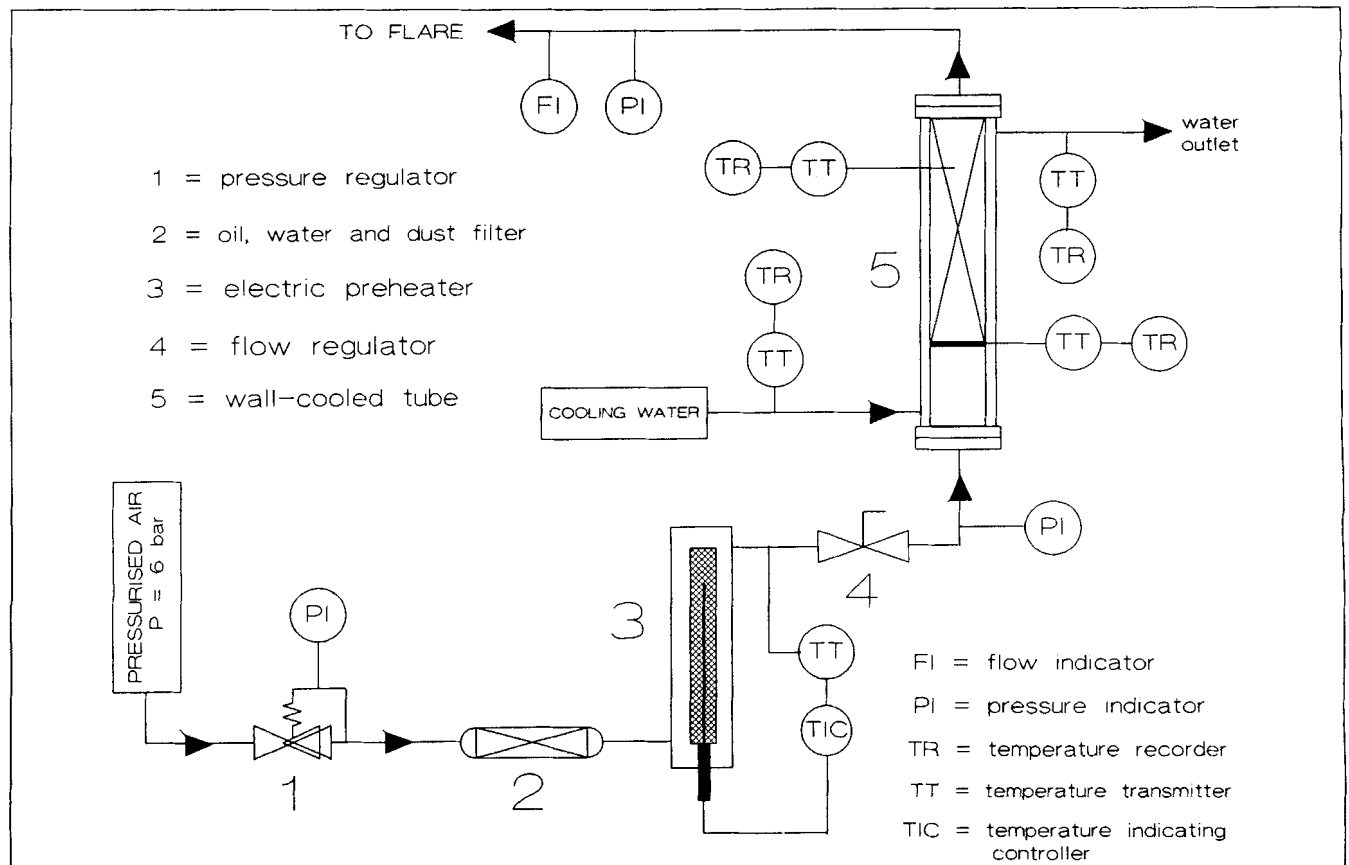 TO FLARE
FI
PI
water
outlet
TR
TT
TT
TR
1 = pressure regulator
2 = oil, water and dust filter
3 = electric preheater
4 = flow regulator
5 = wall-cooled tube
5
TR
TT
TT
TR
COOLING WATER
PRESSURISED AIR
P = 6 bar
PI
1
2
3
4
PI
TT
TIC
FI = flow indicator
PI = pressure indicator
TR = temperature recorder
TT = temperature transmitter
TIC = temperature indicating
controller